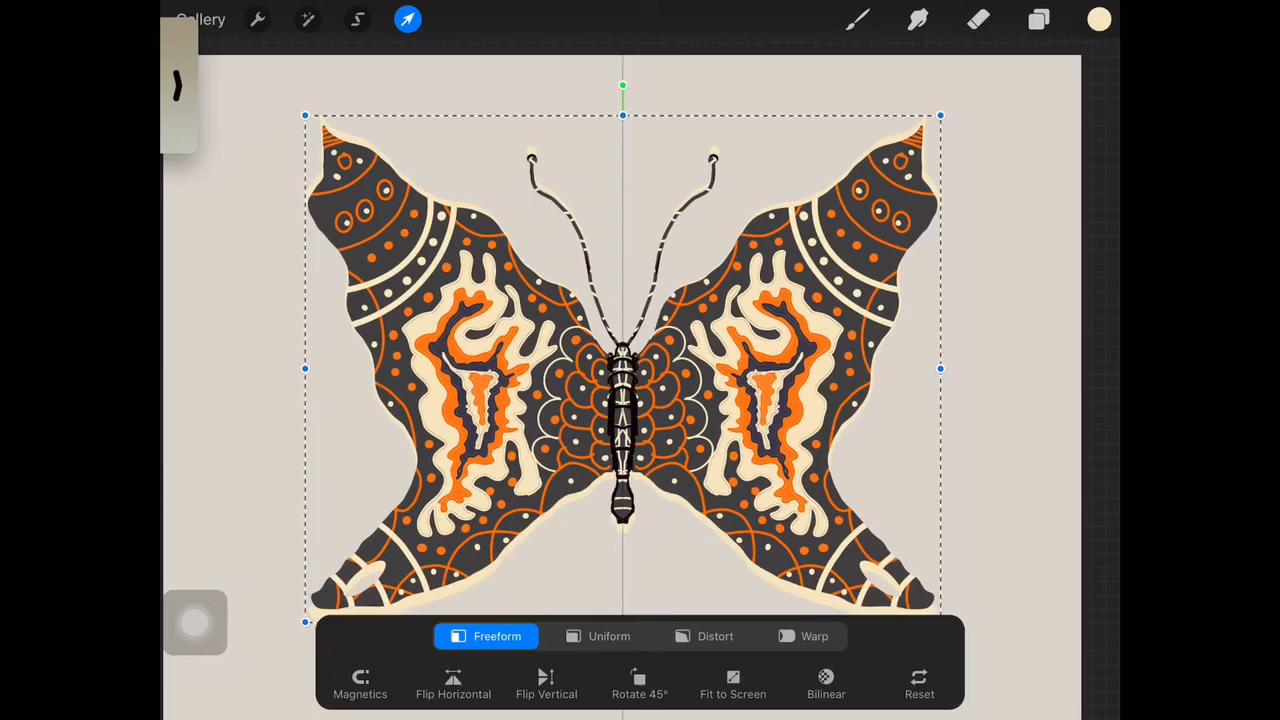 Gallery
Freeform Uniform Distort Warp
Magnetics Flip Horizontal Flip Vertical Rotate 45° Fit to Screen Bilinear Reset